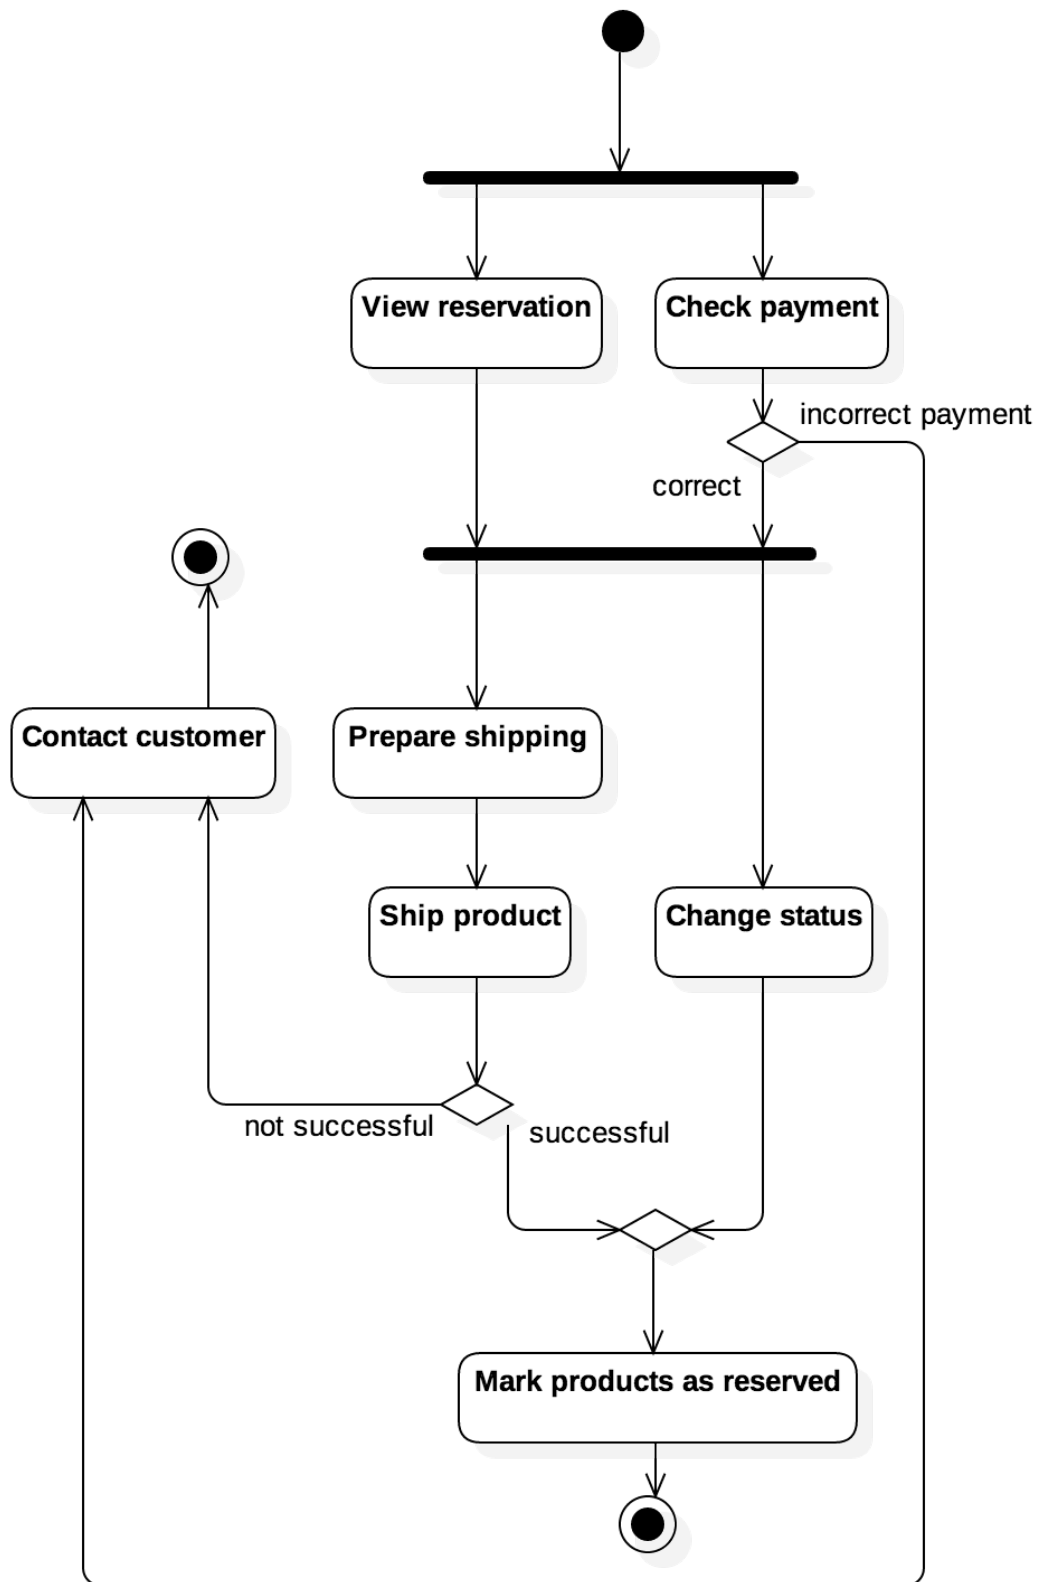 View reservation
Check payment
incorrect payment
correct
Contact customer
Prepare shipping
Ship product
Change status
not successful
successful
Mark products as reserved